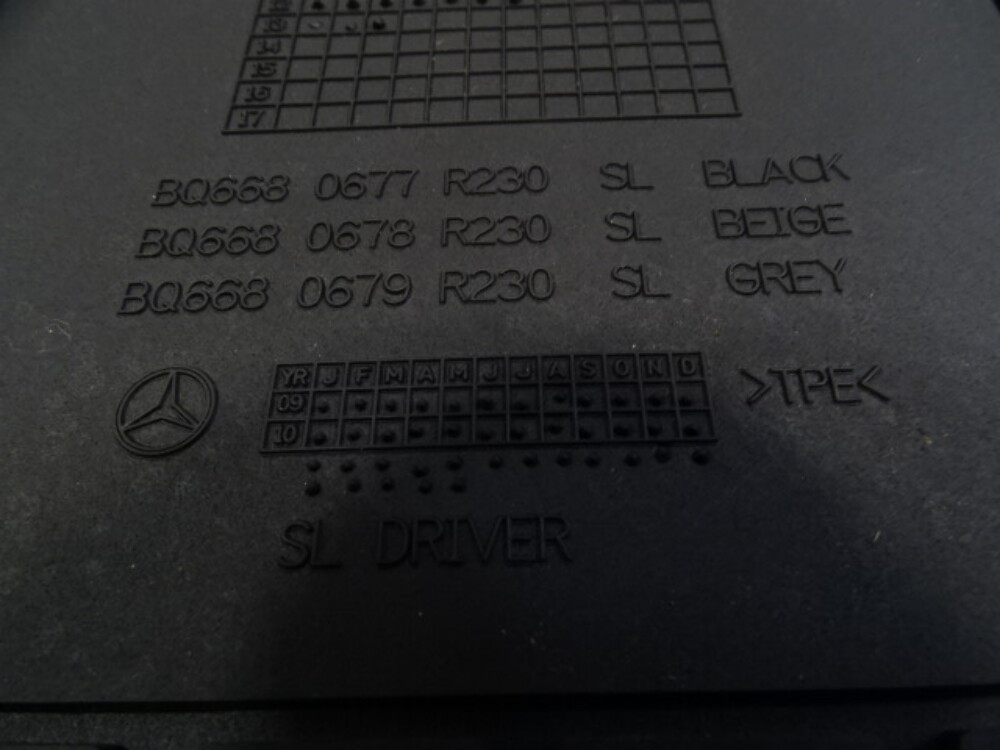 13
14
15
16
17
BQ668 0677 R230 SL BLACK
BQ668 0678 R230 SL BEIGE
BQ668 0679 R230 SL GREY
YR J F M A M J J A S O N D
09
10
>TPE<
SL DRIVER